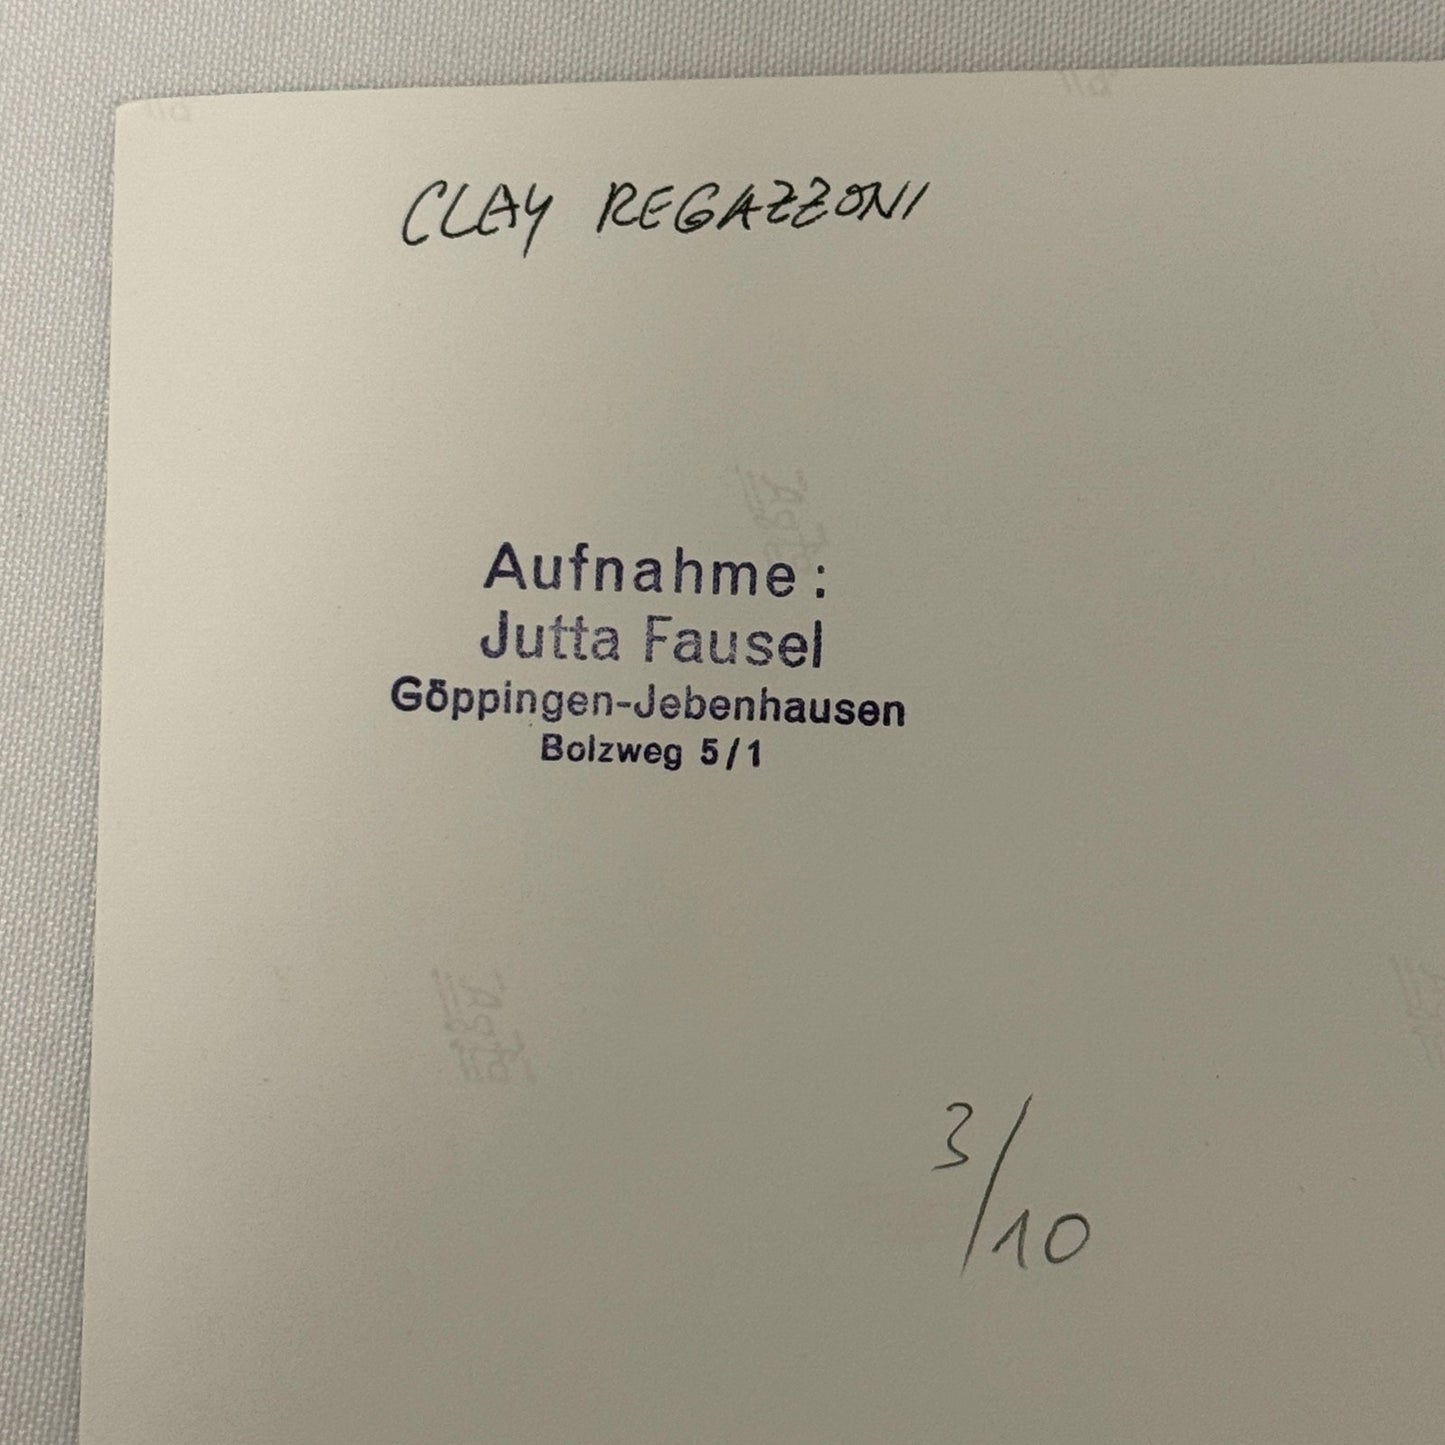 CLAY REGAZZONI
Aufnahme:
Jutta Fausel
Göppingen-Jebenhausen
Bolzweg 5/1
3/10